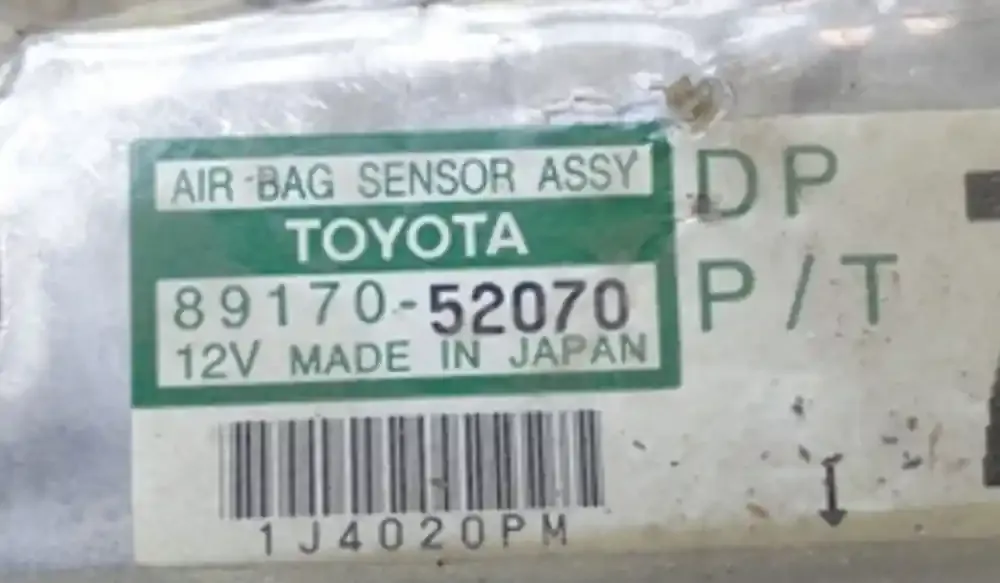 AIR-BAG SENSOR ASSY
TOYOTA
89170-52070
12V MADE IN JAPAN
DP
P/T
1J4020PM